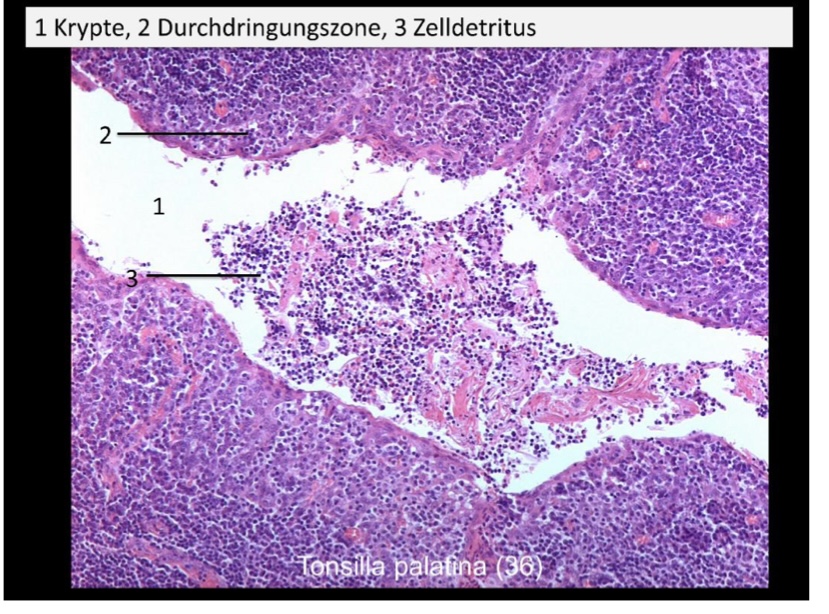 1 Krypte, 2 Durchdringungszone, 3 Zelldetritus
2
1
3
Tonsilla palatina (36)